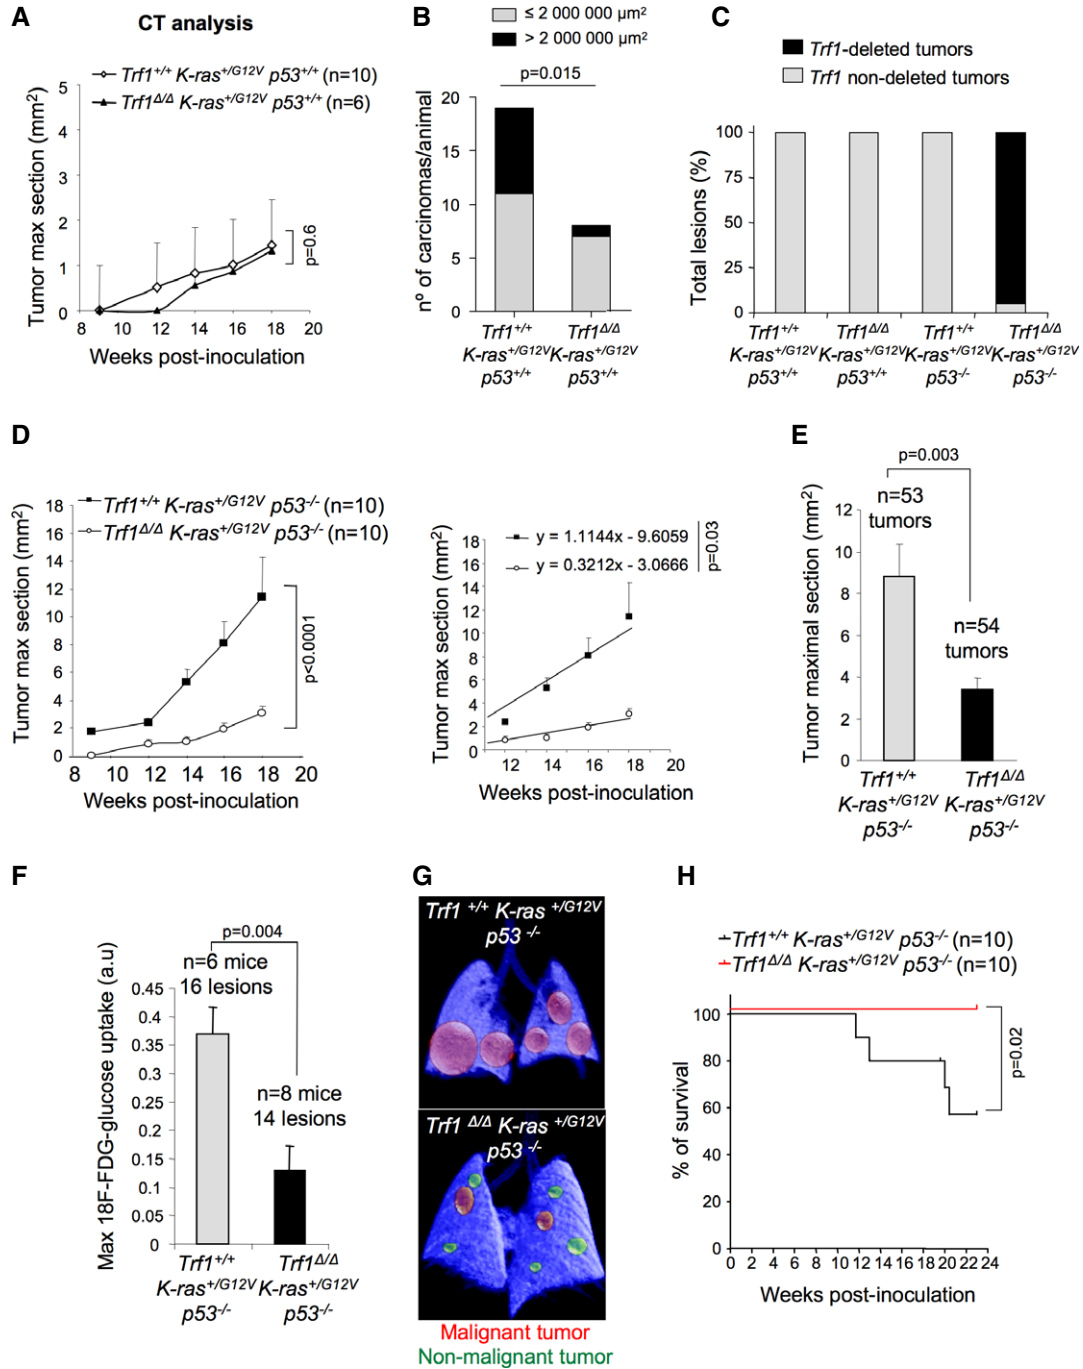 A
CT analysis
Trf1+/+ K-ras+/G12V p53+/+ (n=10)
Trf1Δ/Δ K-ras+/G12V p53+/+ (n=6)
Tumor max section (mm2)
5
4
3
2
1
0
8 10 12 14 16 18 20
Weeks post-inoculation
p=0.6
B
≤ 2 000 000 µm2
> 2 000 000 µm2
p=0.015
nº of carcinomas/animal
20
15
10
5
0
Trf1+/+ Trf1Δ/Δ
K-ras+/G12V K-ras+/G12V
p53+/+ p53+/+
C
Trf1-deleted tumors
Trf1 non-deleted tumors
Total lesions (%)
100
75
50
25
0
Trf1+/+ Trf1Δ/Δ Trf1+/+ Trf1Δ/Δ
K-ras+/G12V K-ras+/G12V K-ras+/G12V K-ras+/G12V
p53+/+ p53+/+ p53-/- p53-/-
D
Trf1+/+ K-ras+/G12V p53-/- (n=10)
Trf1Δ/Δ K-ras+/G12V p53-/- (n=10)
Tumor max section (mm2)
18
16
14
12
10
8
6
4
2
0
8 10 12 14 16 18 20
Weeks post-inoculation
p<0.0001
y = 1.1144x - 9.6059
y = 0.3212x - 3.0666
p=0.03
Tumor max section (mm2)
18
16
14
12
10
8
6
4
2
0
12 14 16 18 20
Weeks post-inoculation
E
p=0.003
n=53
tumors
n=54
tumors
Tumor maximal section (mm2)
12
10
8
6
4
2
0
Trf1+/+ Trf1Δ/Δ
K-ras+/G12V K-ras+/G12V
p53-/- p53-/-
F
p=0.004
n=6 mice
16 lesions
n=8 mice
14 lesions
Max 18F-FDG-glucose uptake (a.u)
0.45
0.4
0.35
0.3
0.25
0.2
0.15
0.1
0.05
0
Trf1+/+ Trf1Δ/Δ
K-ras+/G12V K-ras+/G12V
p53-/- p53-/-
G
Trf1 +/+ K-ras +/G12V
p53 -/-
Trf1 Δ/Δ K-ras +/G12V
p53 -/-
Malignant tumor
Non-malignant tumor
H
Trf1+/+ K-ras+/G12V p53-/- (n=10)
Trf1Δ/Δ K-ras+/G12V p53-/- (n=10)
% of survival
100
80
60
40
20
0
0 2 4 6 8 10 12 14 16 18 20 22 24
Weeks post-inoculation
p=0.02